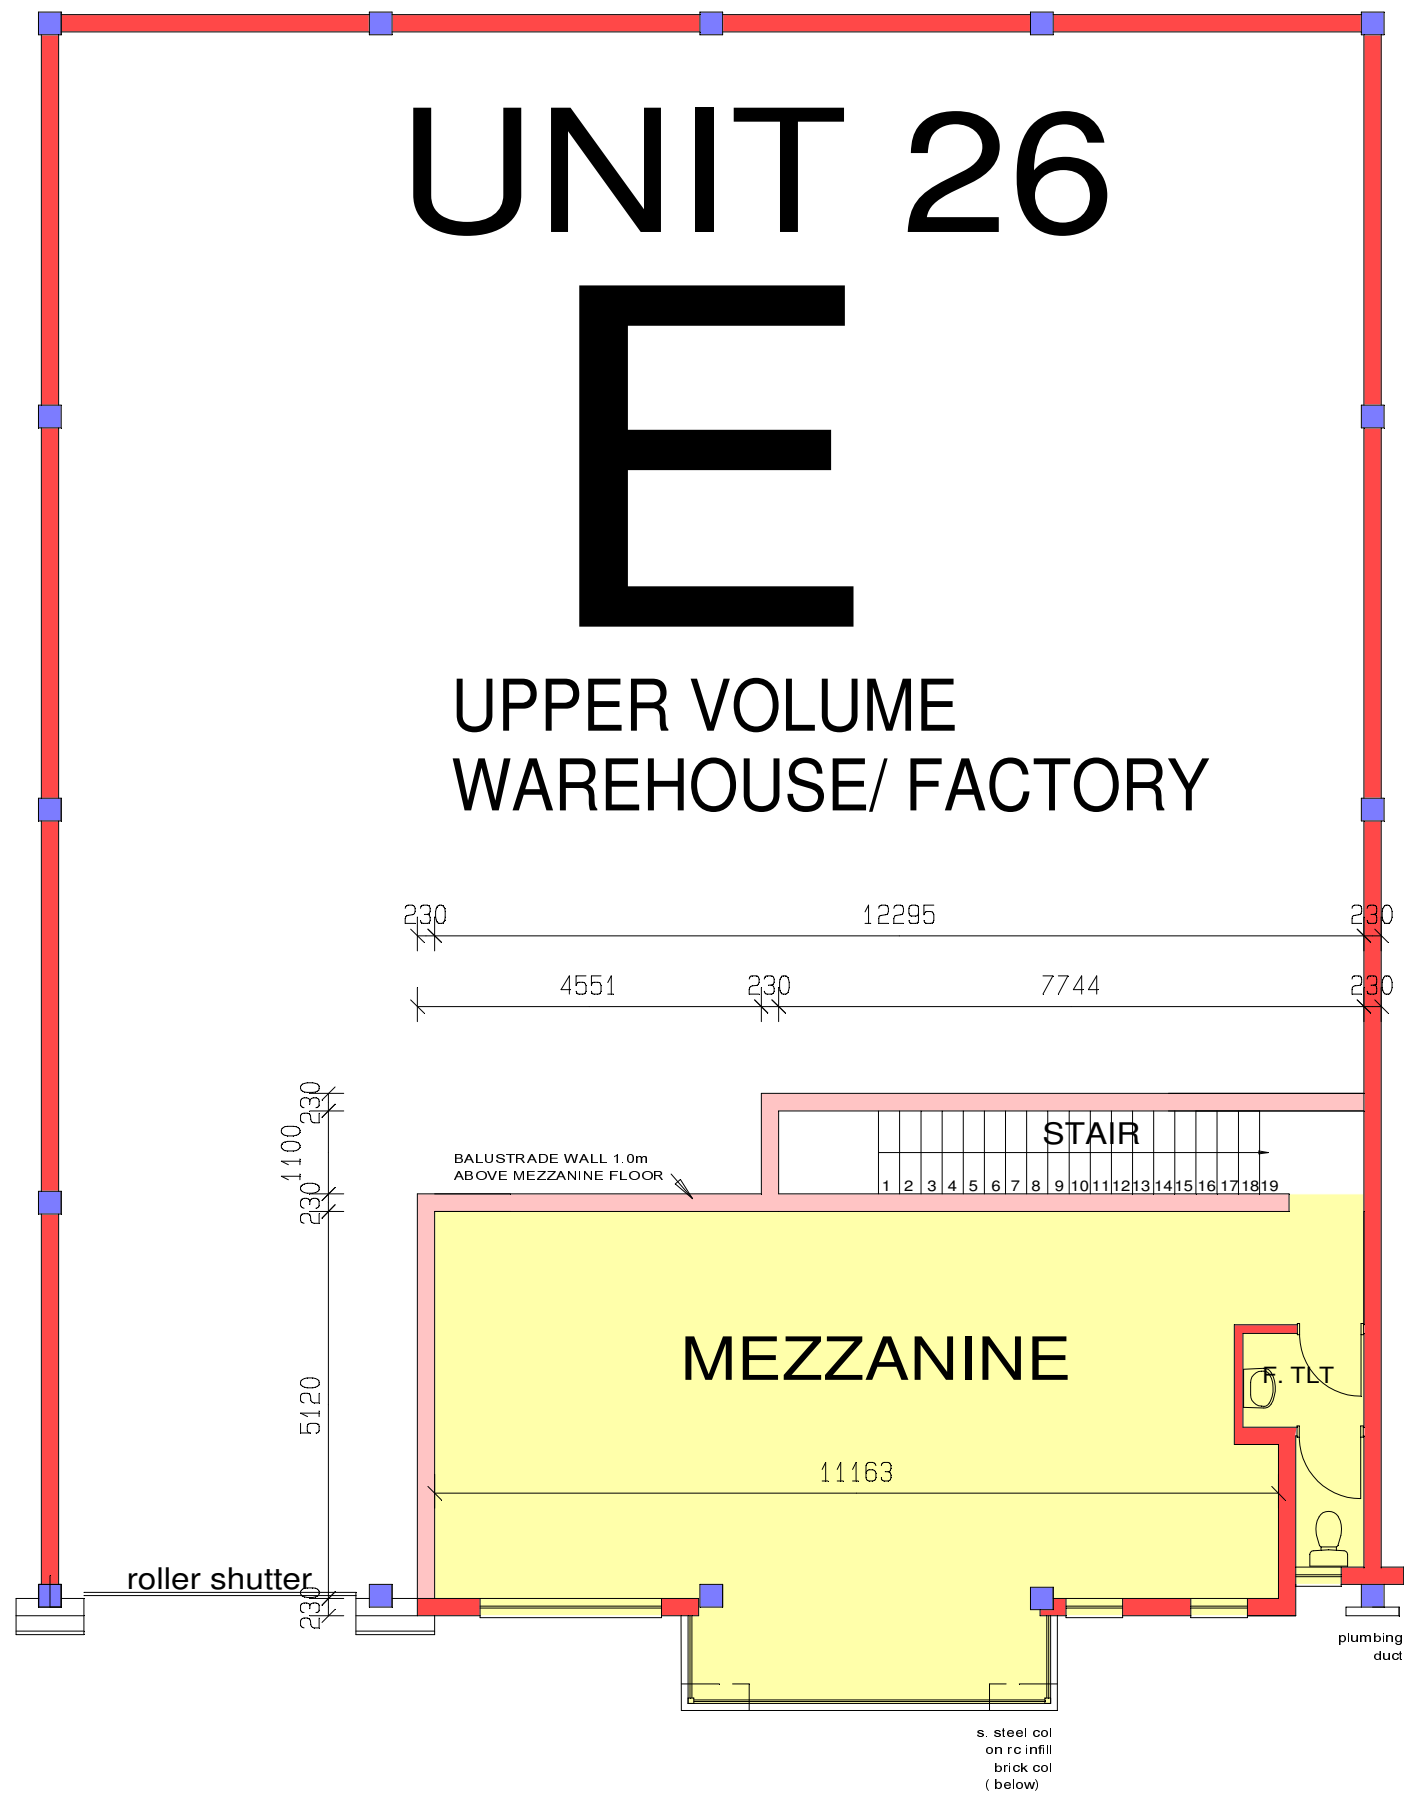 UNIT 26
E
UPPER VOLUME
WAREHOUSE/ FACTORY
230 12295 230
4551 230 7744 230
230
1100
230
5120
230
STAIR
1 2 3 4 5 6 7 8 9 10 11 12 13 14 15 16 17 18 19
BALUSTRADE WALL 1.0m
ABOVE MEZZANINE FLOOR
MEZZANINE
F. TLT
11163
roller shutter
plumbing
duct
s. steel col
on rc infill
brick col
( below)